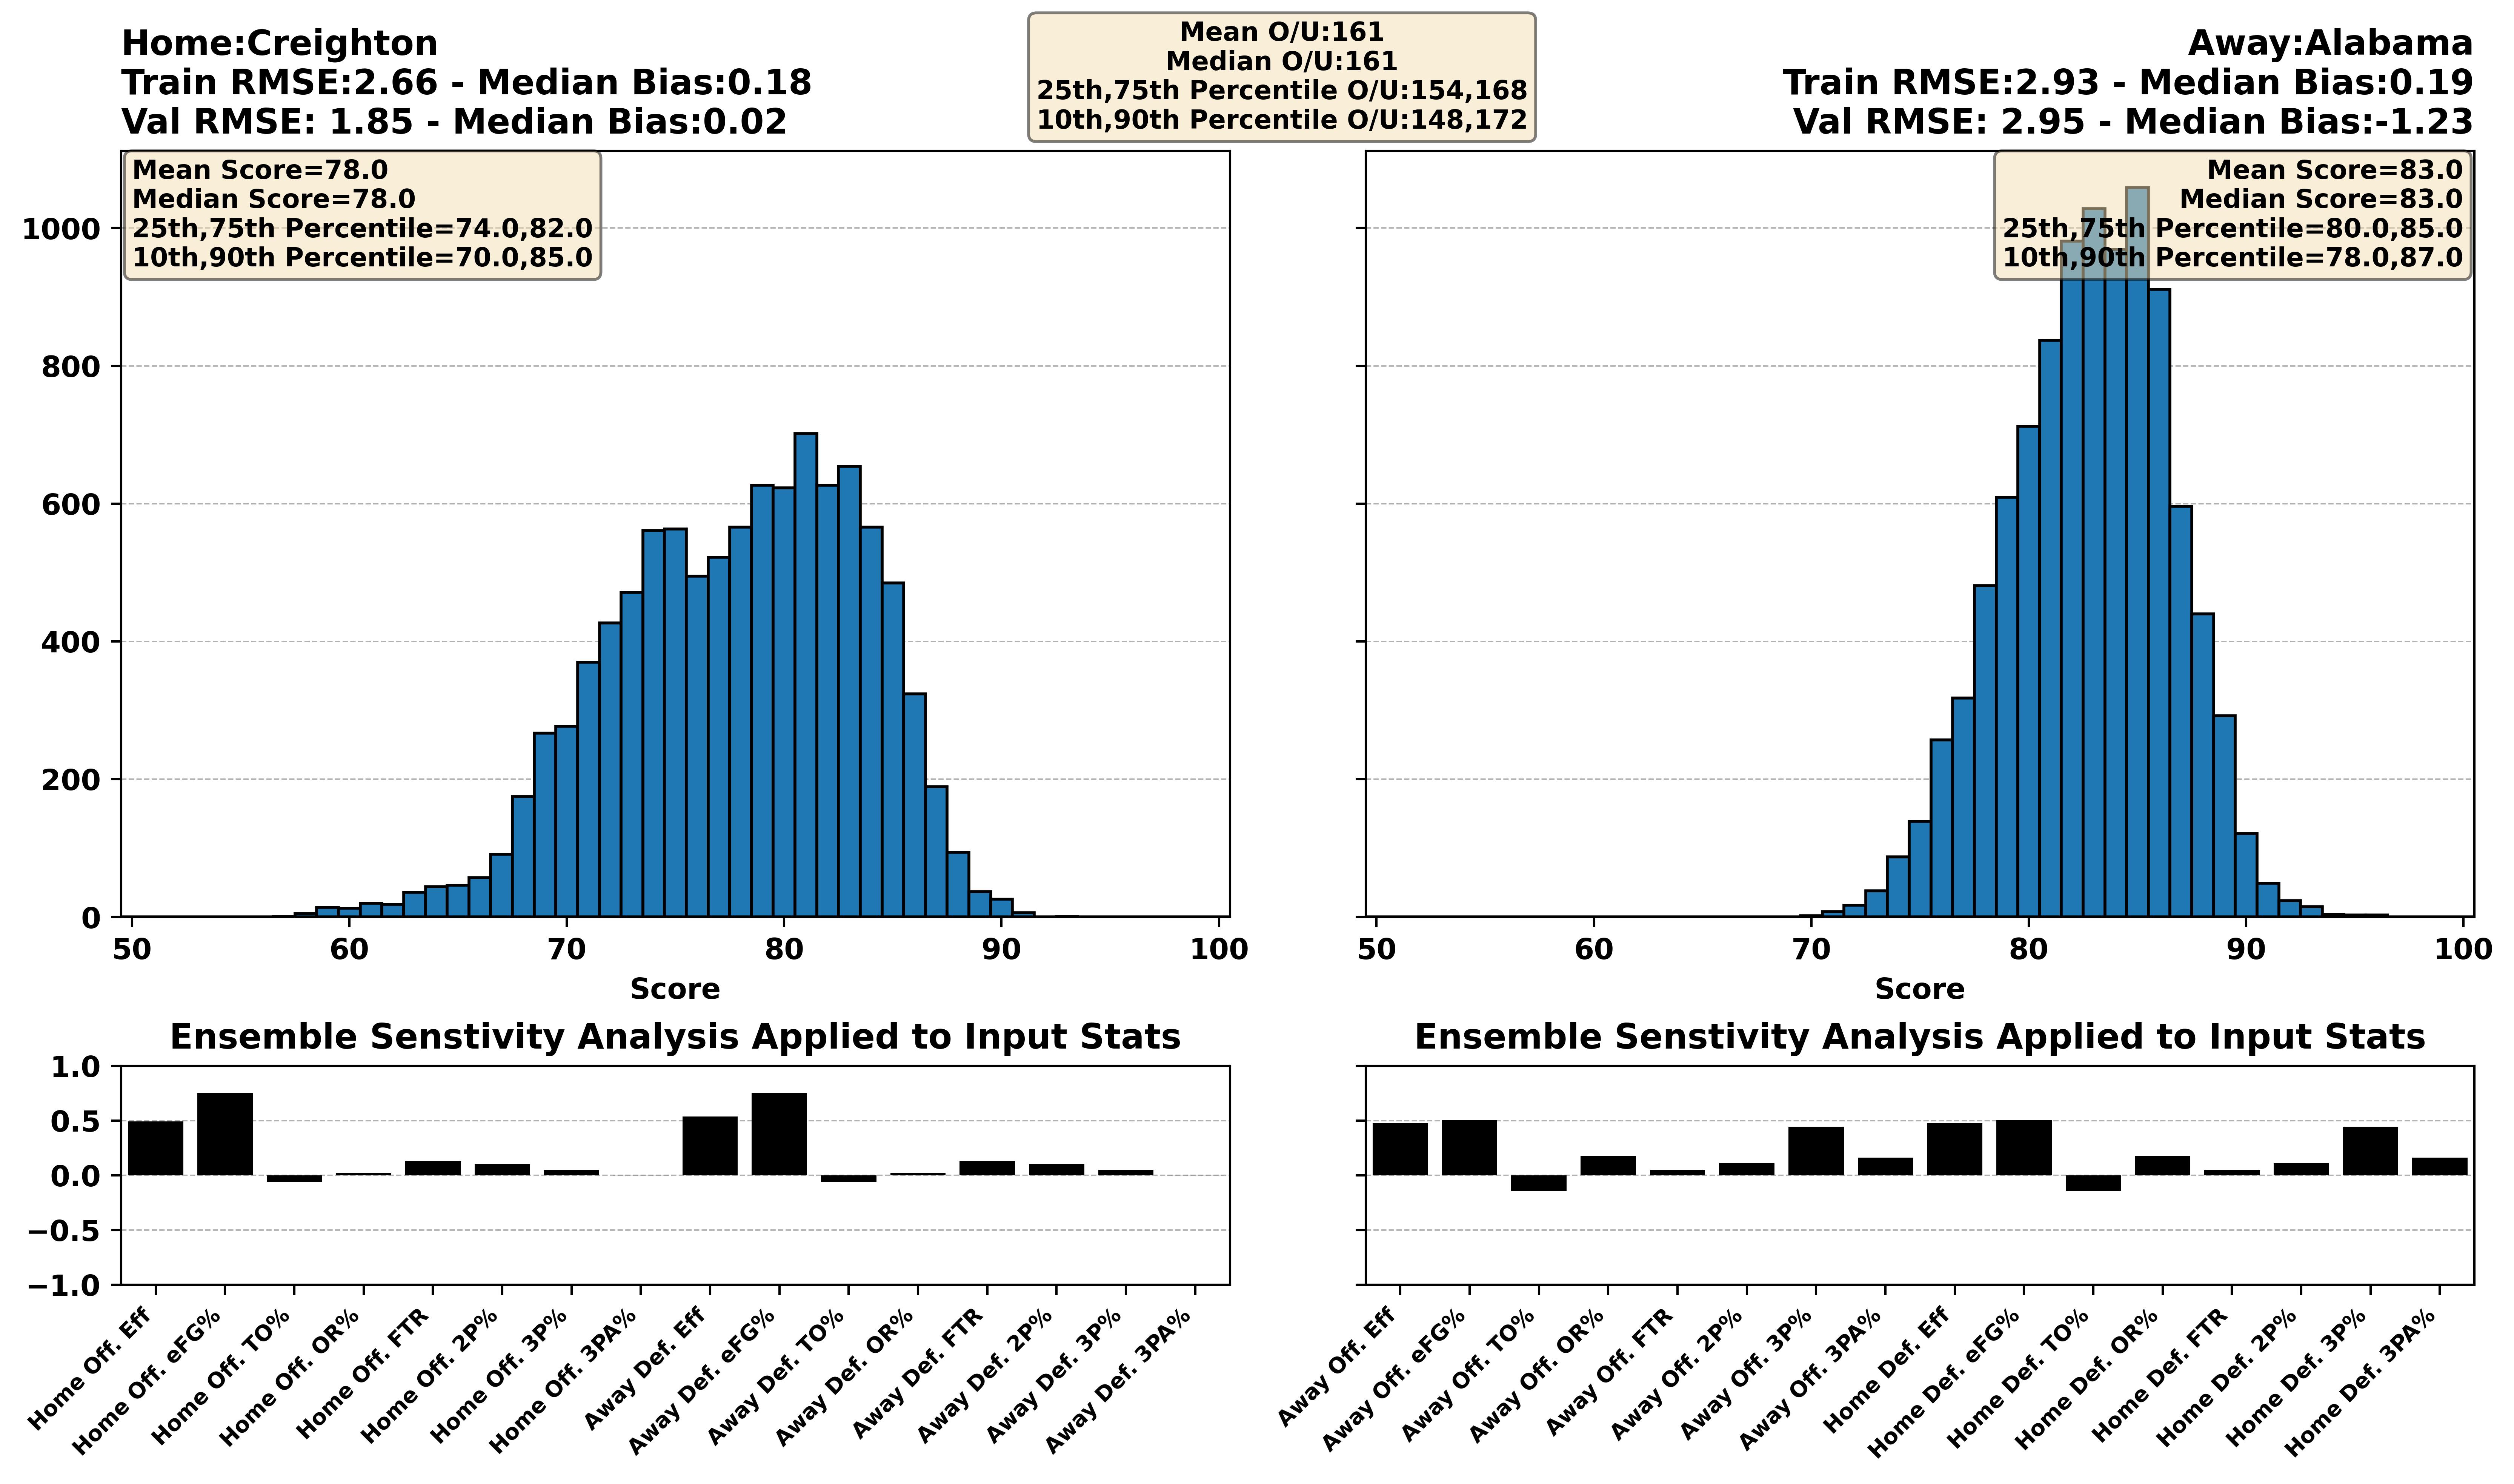 Home:Creighton
Train RMSE:2.66 - Median Bias:0.18
Val RMSE: 1.85 - Median Bias:0.02
Mean O/U:161
Median O/U:161
25th,75th Percentile O/U:154,168
10th,90th Percentile O/U:148,172
Away:Alabama
Train RMSE:2.93 - Median Bias:0.19
Val RMSE: 2.95 - Median Bias:-1.23
Mean Score=78.0
Median Score=78.0
25th,75th Percentile=74.0,82.0
10th,90th Percentile=70.0,85.0
1000
800
600
400
200
0
50 60 70 80 90 100
Score
Mean Score=83.0
Median Score=83.0
25th,75th Percentile=80.0,85.0
10th,90th Percentile=78.0,87.0
50 60 70 80 90 100
Score
Ensemble Senstivity Analysis Applied to Input Stats
1.0
0.5
0.0
−0.5
−1.0
Home Off. Eff
Home Off. eFG%
Home Off. TO%
Home Off. OR%
Home Off. FTR
Home Off. 2P%
Home Off. 3P%
Home Off. 3PA%
Away Def. Eff
Away Def. eFG%
Away Def. TO%
Away Def. OR%
Away Def. FTR
Away Def. 2P%
Away Def. 3P%
Away Def. 3PA%
Ensemble Senstivity Analysis Applied to Input Stats
Away Off. Eff
Away Off. eFG%
Away Off. TO%
Away Off. OR%
Away Off. FTR
Away Off. 2P%
Away Off. 3P%
Away Off. 3PA%
Home Def. Eff
Home Def. eFG%
Home Def. TO%
Home Def. OR%
Home Def. FTR
Home Def. 2P%
Home Def. 3P%
Home Def. 3PA%